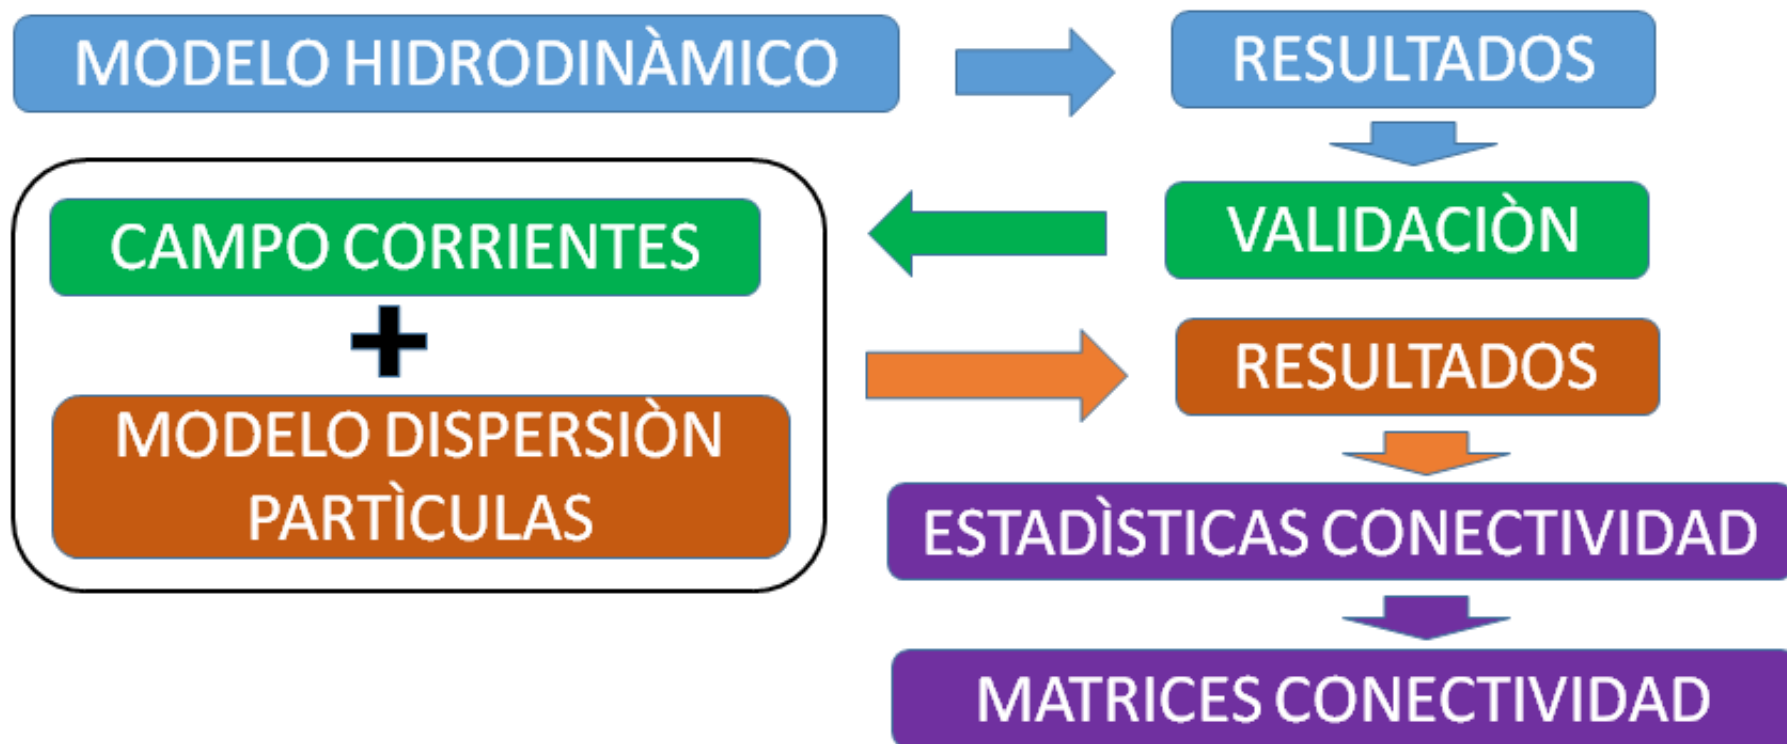 MODELO HIDRODINÀMICO
RESULTADOS
VALIDACIÒN
CAMPO CORRIENTES
+
MODELO DISPERSIÒN
PARTÌCULAS
RESULTADOS
ESTADÌSTICAS CONECTIVIDAD
MATRICES CONECTIVIDAD